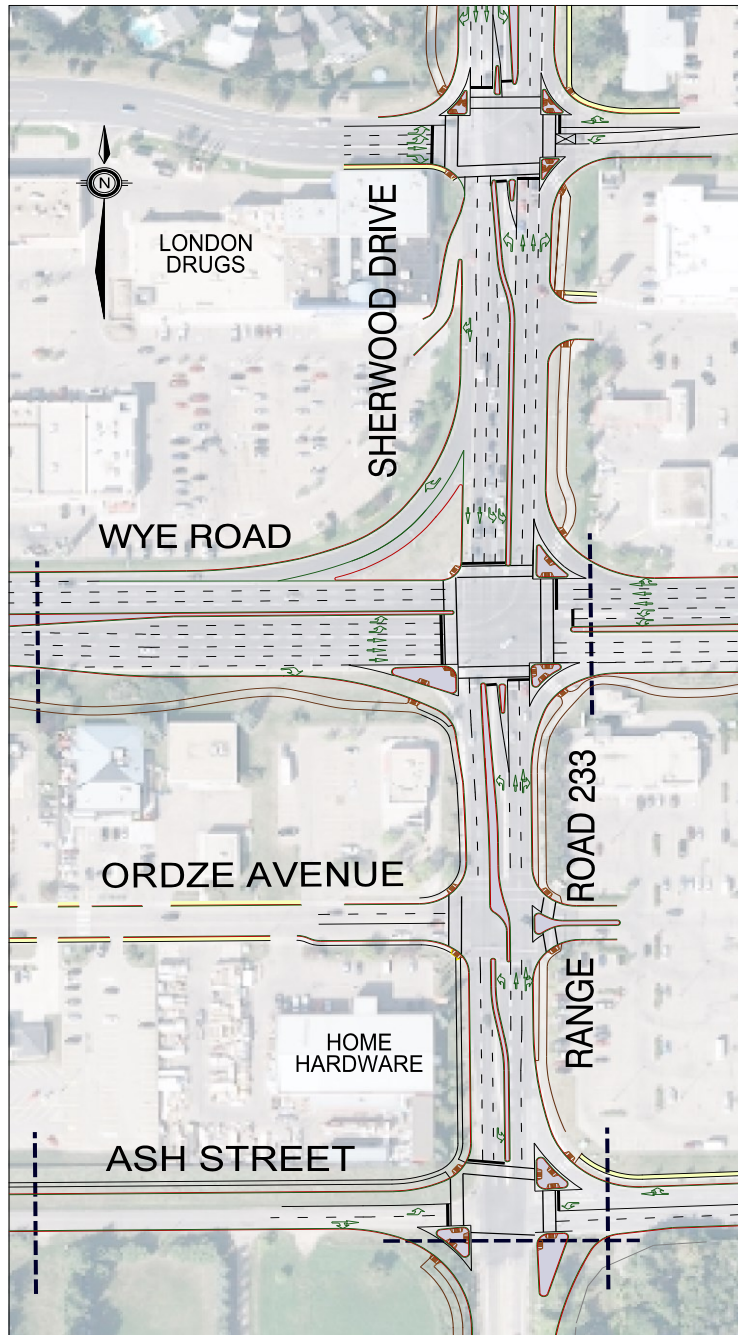 N
LONDON
DRUGS
SHERWOOD DRIVE
WYE ROAD
ORDZE AVENUE
RANGE ROAD 233
HOME
HARDWARE
ASH STREET